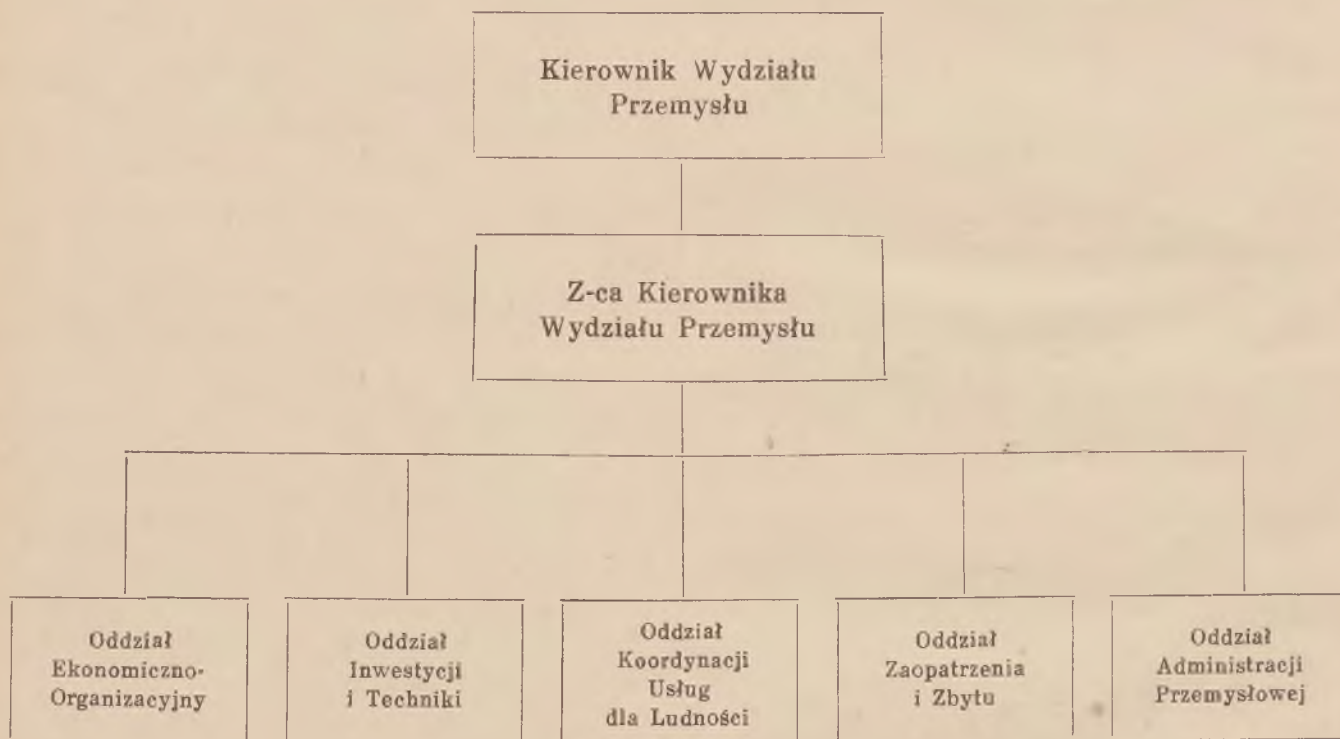 Kierownik Wydziału
Przemysłu
Z-ca Kierownika
Wydziału Przemysłu
Oddział
Ekonomiczno-
Organizacyjny
Oddział
Inwestycji
i Techniki
Oddział
Koordynacji
Usług
dla Ludności
Oddział
Zaopatrzenia
i Zbytu
Oddział
Administracji
Przemysłowej